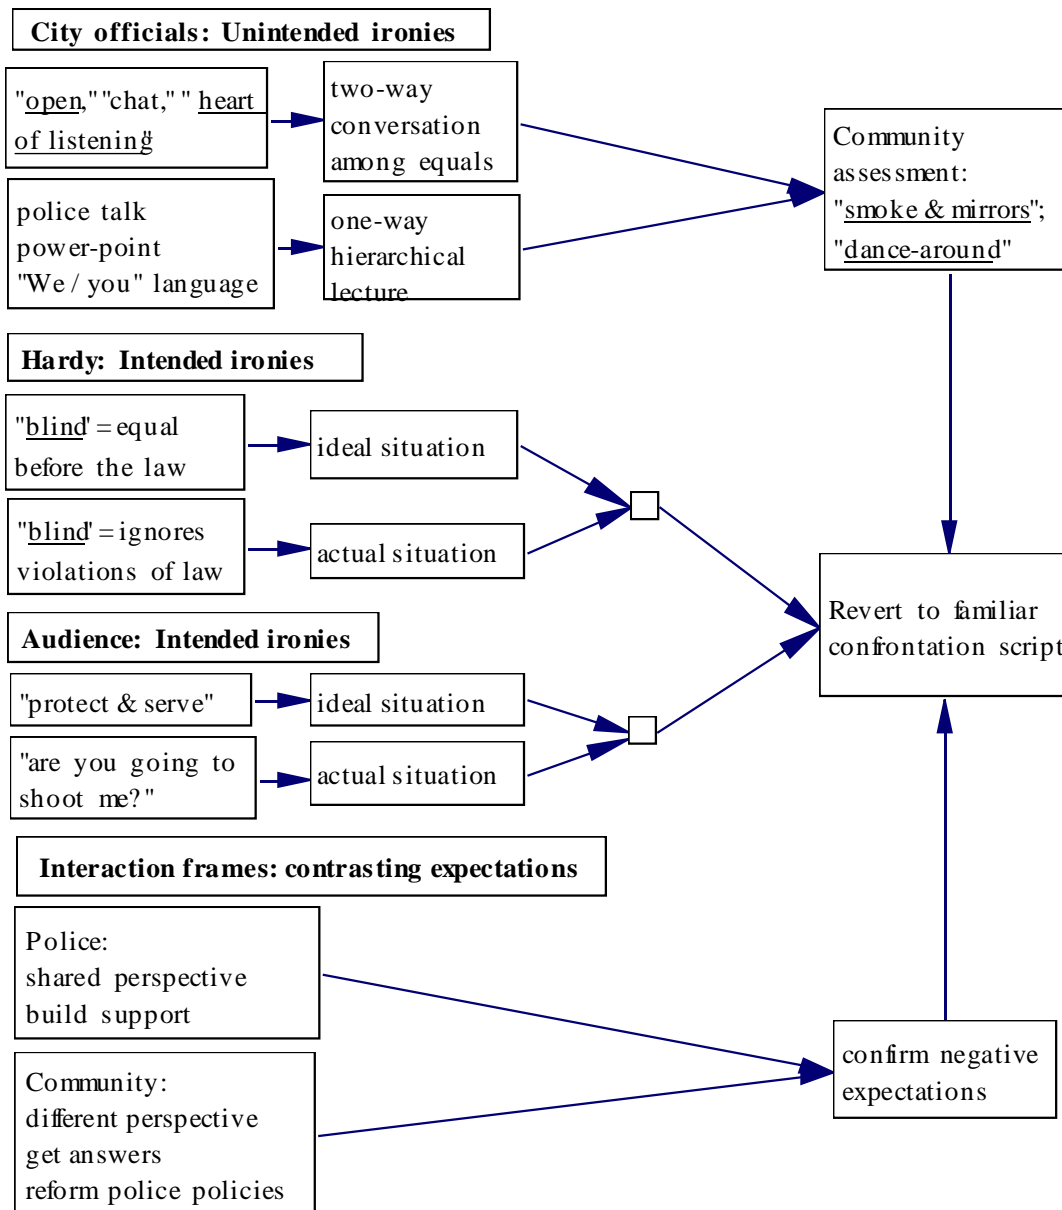 City officials: Unintended ironies
"open," "chat," " heart
of listening"
two-way
conversation
among equals
police talk
power-point
"We / you" language
one-way
hierarchical
lecture
Community
assessment:
"smoke & mirrors";
"dance-around"
Hardy: Intended ironies
"blind" = equal
before the law
ideal situation
"blind" = ignores
violations of law
actual situation
Audience: Intended ironies
"protect & serve"
ideal situation
"are you going to
shoot me?"
actual situation
Revert to familiar
confrontation script
Interaction frames: contrasting expectations
Police:
shared perspective
build support
Community:
different perspective
get answers
reform police policies
confirm negative
expectations